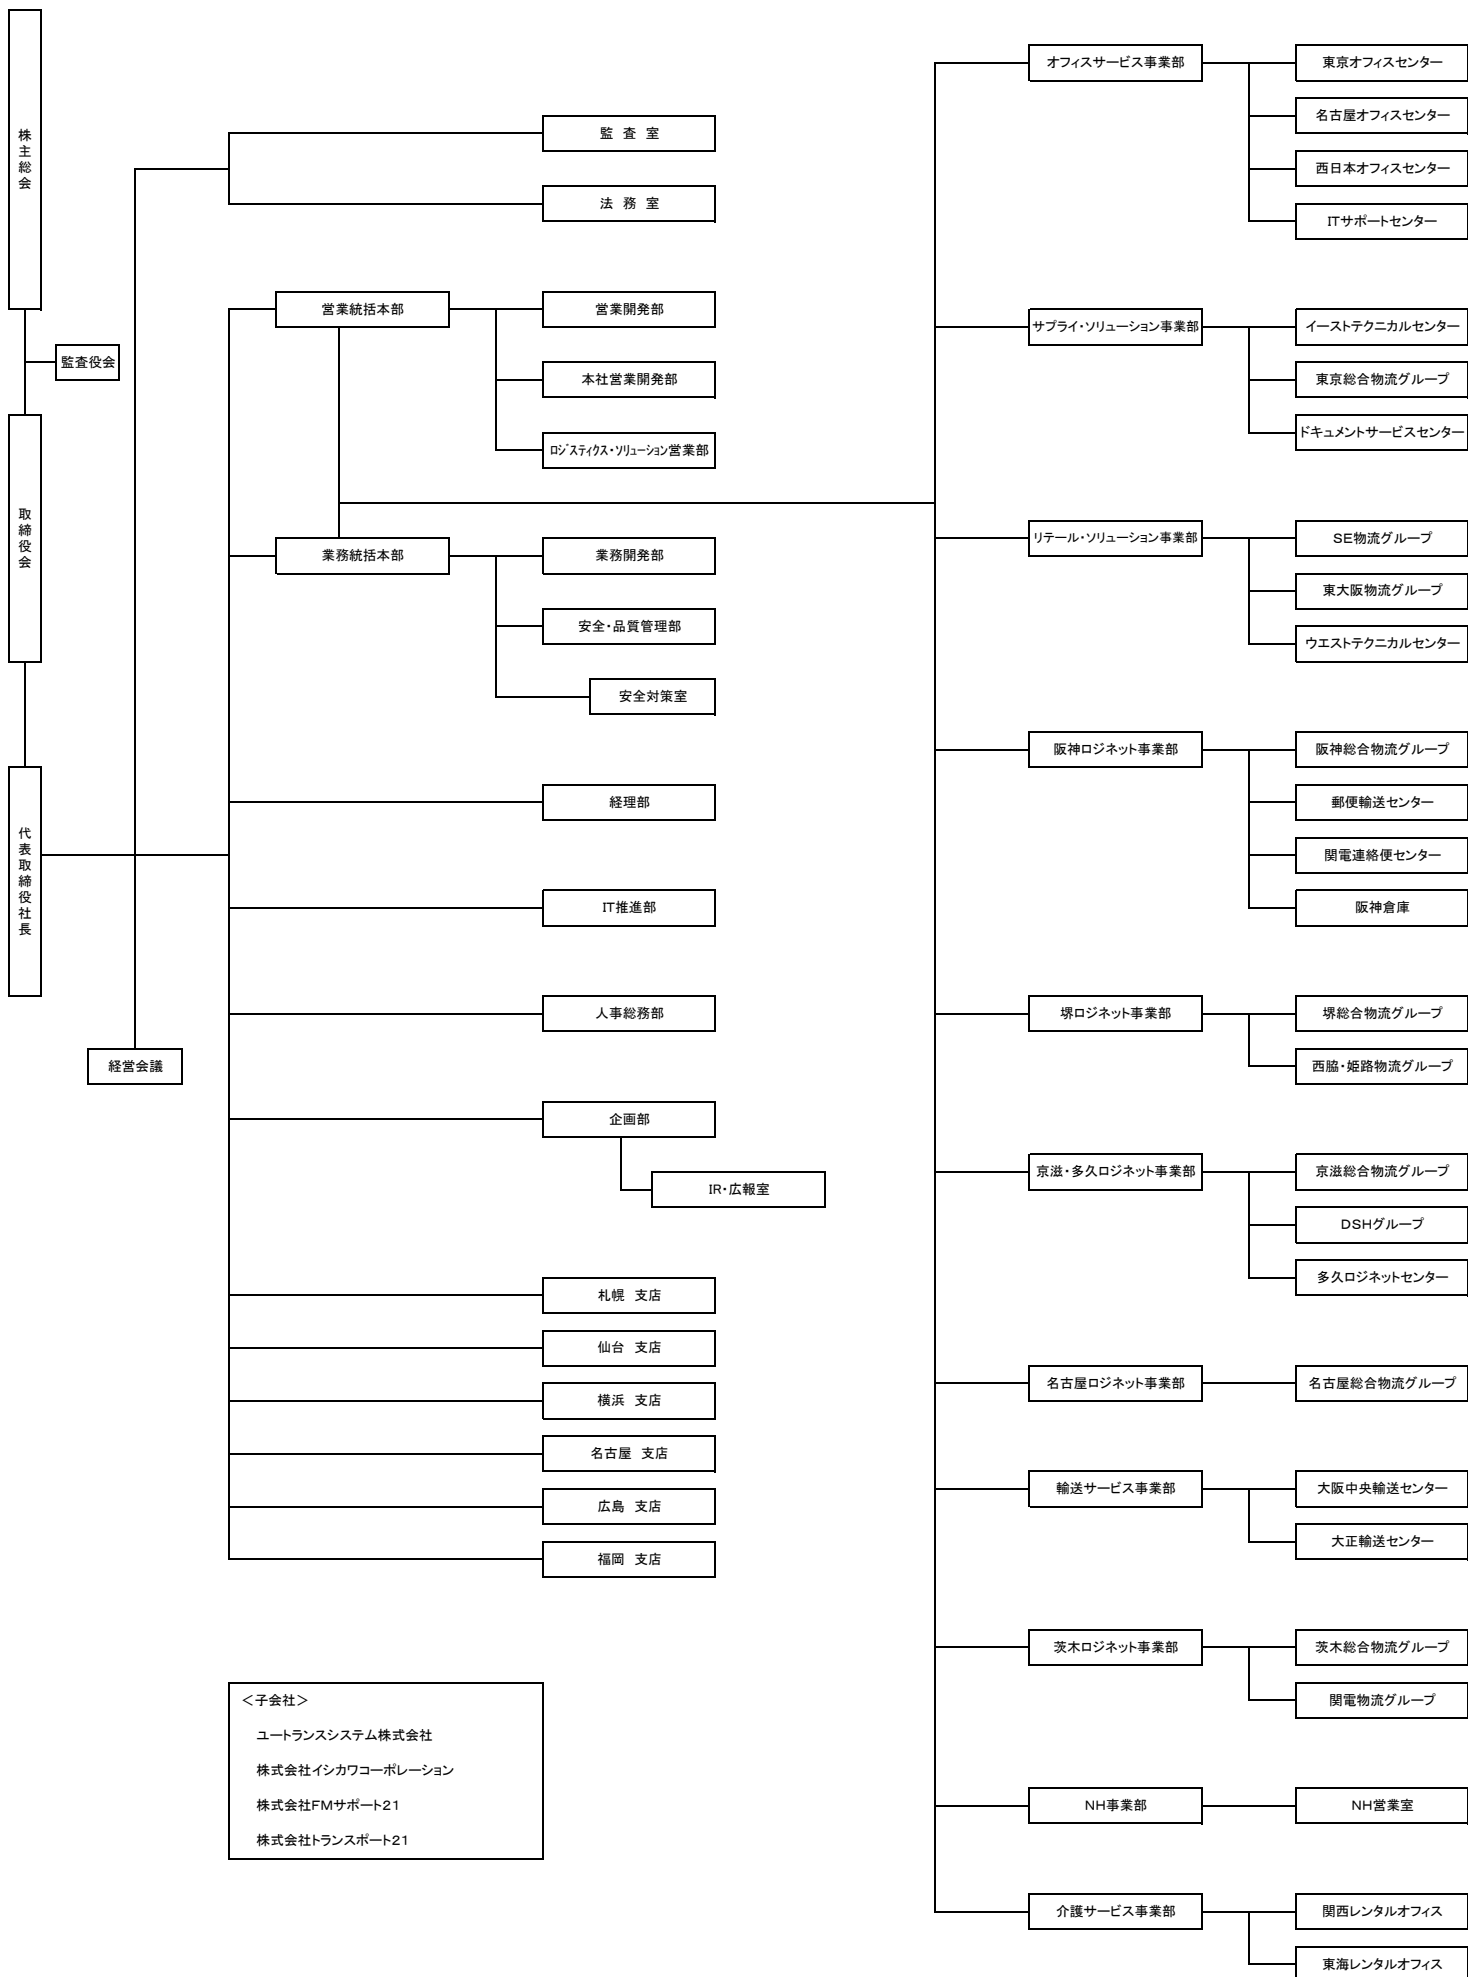 株主総会
監査役会
取締役会
代表取締役社長
経営会議
監 査 室
法 務 室
営業統括本部
営業開発部
本社営業開発部
ﾛｼﾞｽﾃｨｸｽ・ｿﾘｭｰｼｮﾝ営業部
業務統括本部
業務開発部
安全・品質管理部
安全対策室
経理部
IT推進部
人事総務部
企画部
IR・広報室
札幌 支店
仙台 支店
横浜 支店
名古屋 支店
広島 支店
福岡 支店
＜子会社＞
ユートランスシステム株式会社
株式会社イシカワコーポレーション
株式会社FMサポート21
株式会社トランスポート21
オフィスサービス事業部
東京オフィスセンター
名古屋オフィスセンター
西日本オフィスセンター
ITサポートセンター
サプライ・ソリューション事業部
イーストテクニカルセンター
東京総合物流グループ
ドキュメントサービスセンター
リテール・ソリューション事業部
SE物流グループ
東大阪物流グループ
ウエストテクニカルセンター
阪神ロジネット事業部
阪神総合物流グループ
郵便輸送センター
関電連絡便センター
阪神倉庫
堺ロジネット事業部
堺総合物流グループ
西脇・姫路物流グループ
京滋・多久ロジネット事業部
京滋総合物流グループ
DSHグループ
多久ロジネットセンター
名古屋ロジネット事業部
名古屋総合物流グループ
輸送サービス事業部
大阪中央輸送センター
大正輸送センター
茨木ロジネット事業部
茨木総合物流グループ
関電物流グループ
NH事業部
NH営業室
介護サービス事業部
関西レンタルオフィス
東海レンタルオフィス